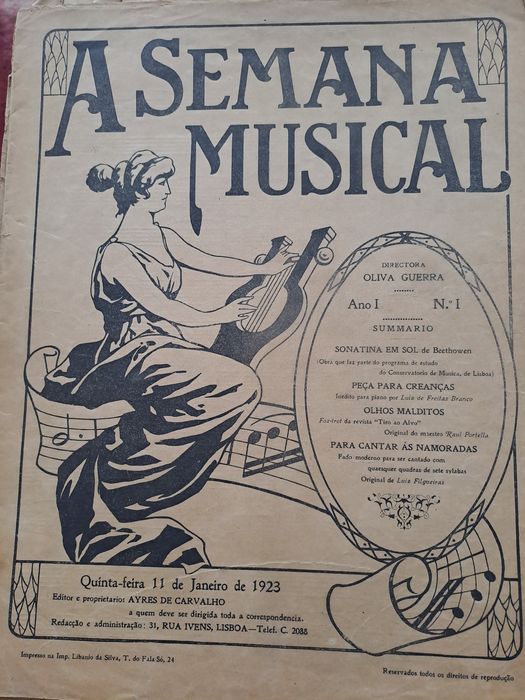 A SEMANA
MUSICAL
DIRECTORA
OLIVA GUERRA
Ano I N.º I
SUMMARIO
SONATINA EM SOL de Beethowen
(Obra que faz parte do programa de estudo
do Conservatorio de Musica, de Lisboa)
PEÇA PARA CREANÇAS
Inédito para piano por Luis de Freitas Branco
OLHOS MALDITOS
Fox-trot da revista "Tiro ao Alvo"
Original do maestro Raul Portella
PARA CANTAR ÁS NAMORADAS
Fado moderno para ser cantado com
quaesquer quadras de sete sylabas
Original de Luis Filgueiras
Quinta-feira 11 de Janeiro de 1923
Editor e proprietario: AYRES DE CARVALHO
a quem deve ser dirigida toda a correspondencia.
Redacção e administração: 31, RUA IVENS, LISBOA—Telef. C. 2088
Impresso na Imp. Libanio da Silva, T. do Fala-Só, 24
Reservados todos os direitos de reprodução